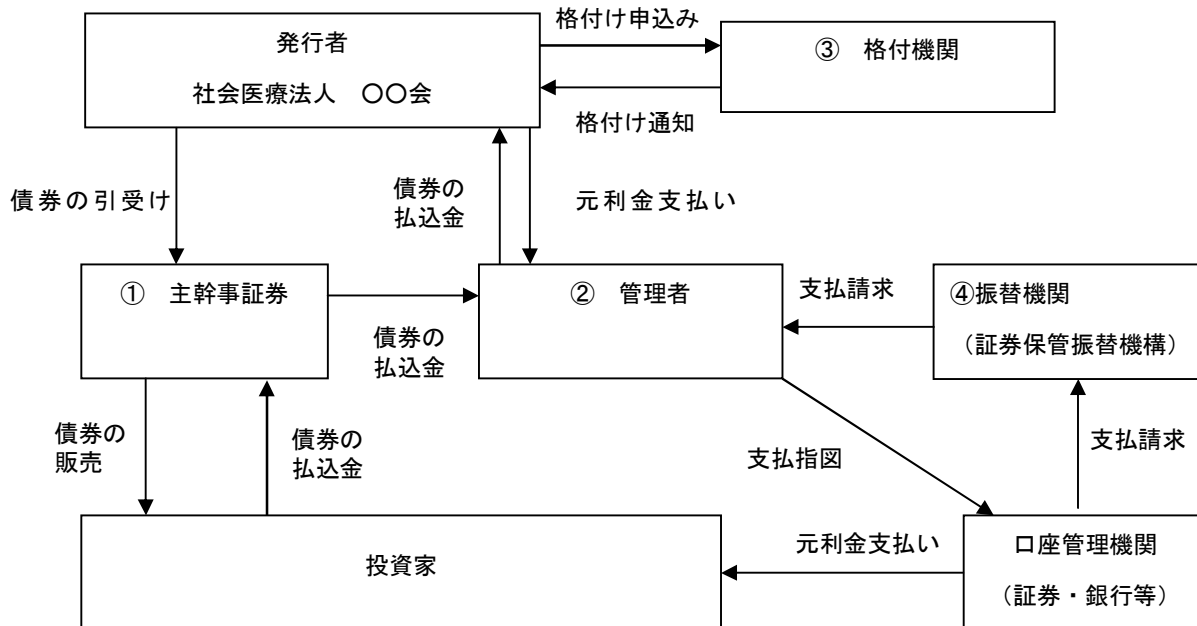 発行者
社会医療法人　〇〇会
格付け申込み
③　格付機関
格付け通知
債券の引受け
債券の
払込金
元利金支払い
①　主幹事証券
債券の
払込金
②　管理者
支払請求
④振替機関
（証券保管振替機構）
債券の
販売
債券の
払込金
支払指図
支払請求
投資家
元利金支払い
口座管理機関
（証券・銀行等）